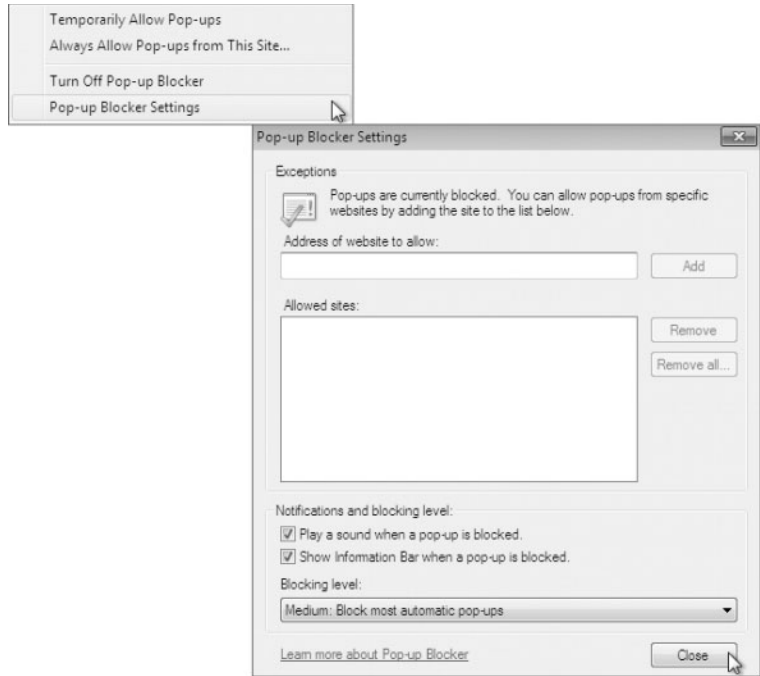 Temporarily Allow Pop-ups
Always Allow Pop-ups from This Site...
Turn Off Pop-up Blocker
Pop-up Blocker Settings
Pop-up Blocker Settings
Exceptions
Pop-ups are currently blocked. You can allow pop-ups from specific
websites by adding the site to the list below.
Address of website to allow:
Add
Allowed sites:
Remove
Remove all...
Notifications and blocking level:
Play a sound when a pop-up is blocked.
Show Information Bar when a pop-up is blocked.
Blocking level:
Medium: Block most automatic pop-ups
Learn more about Pop-up Blocker
Close